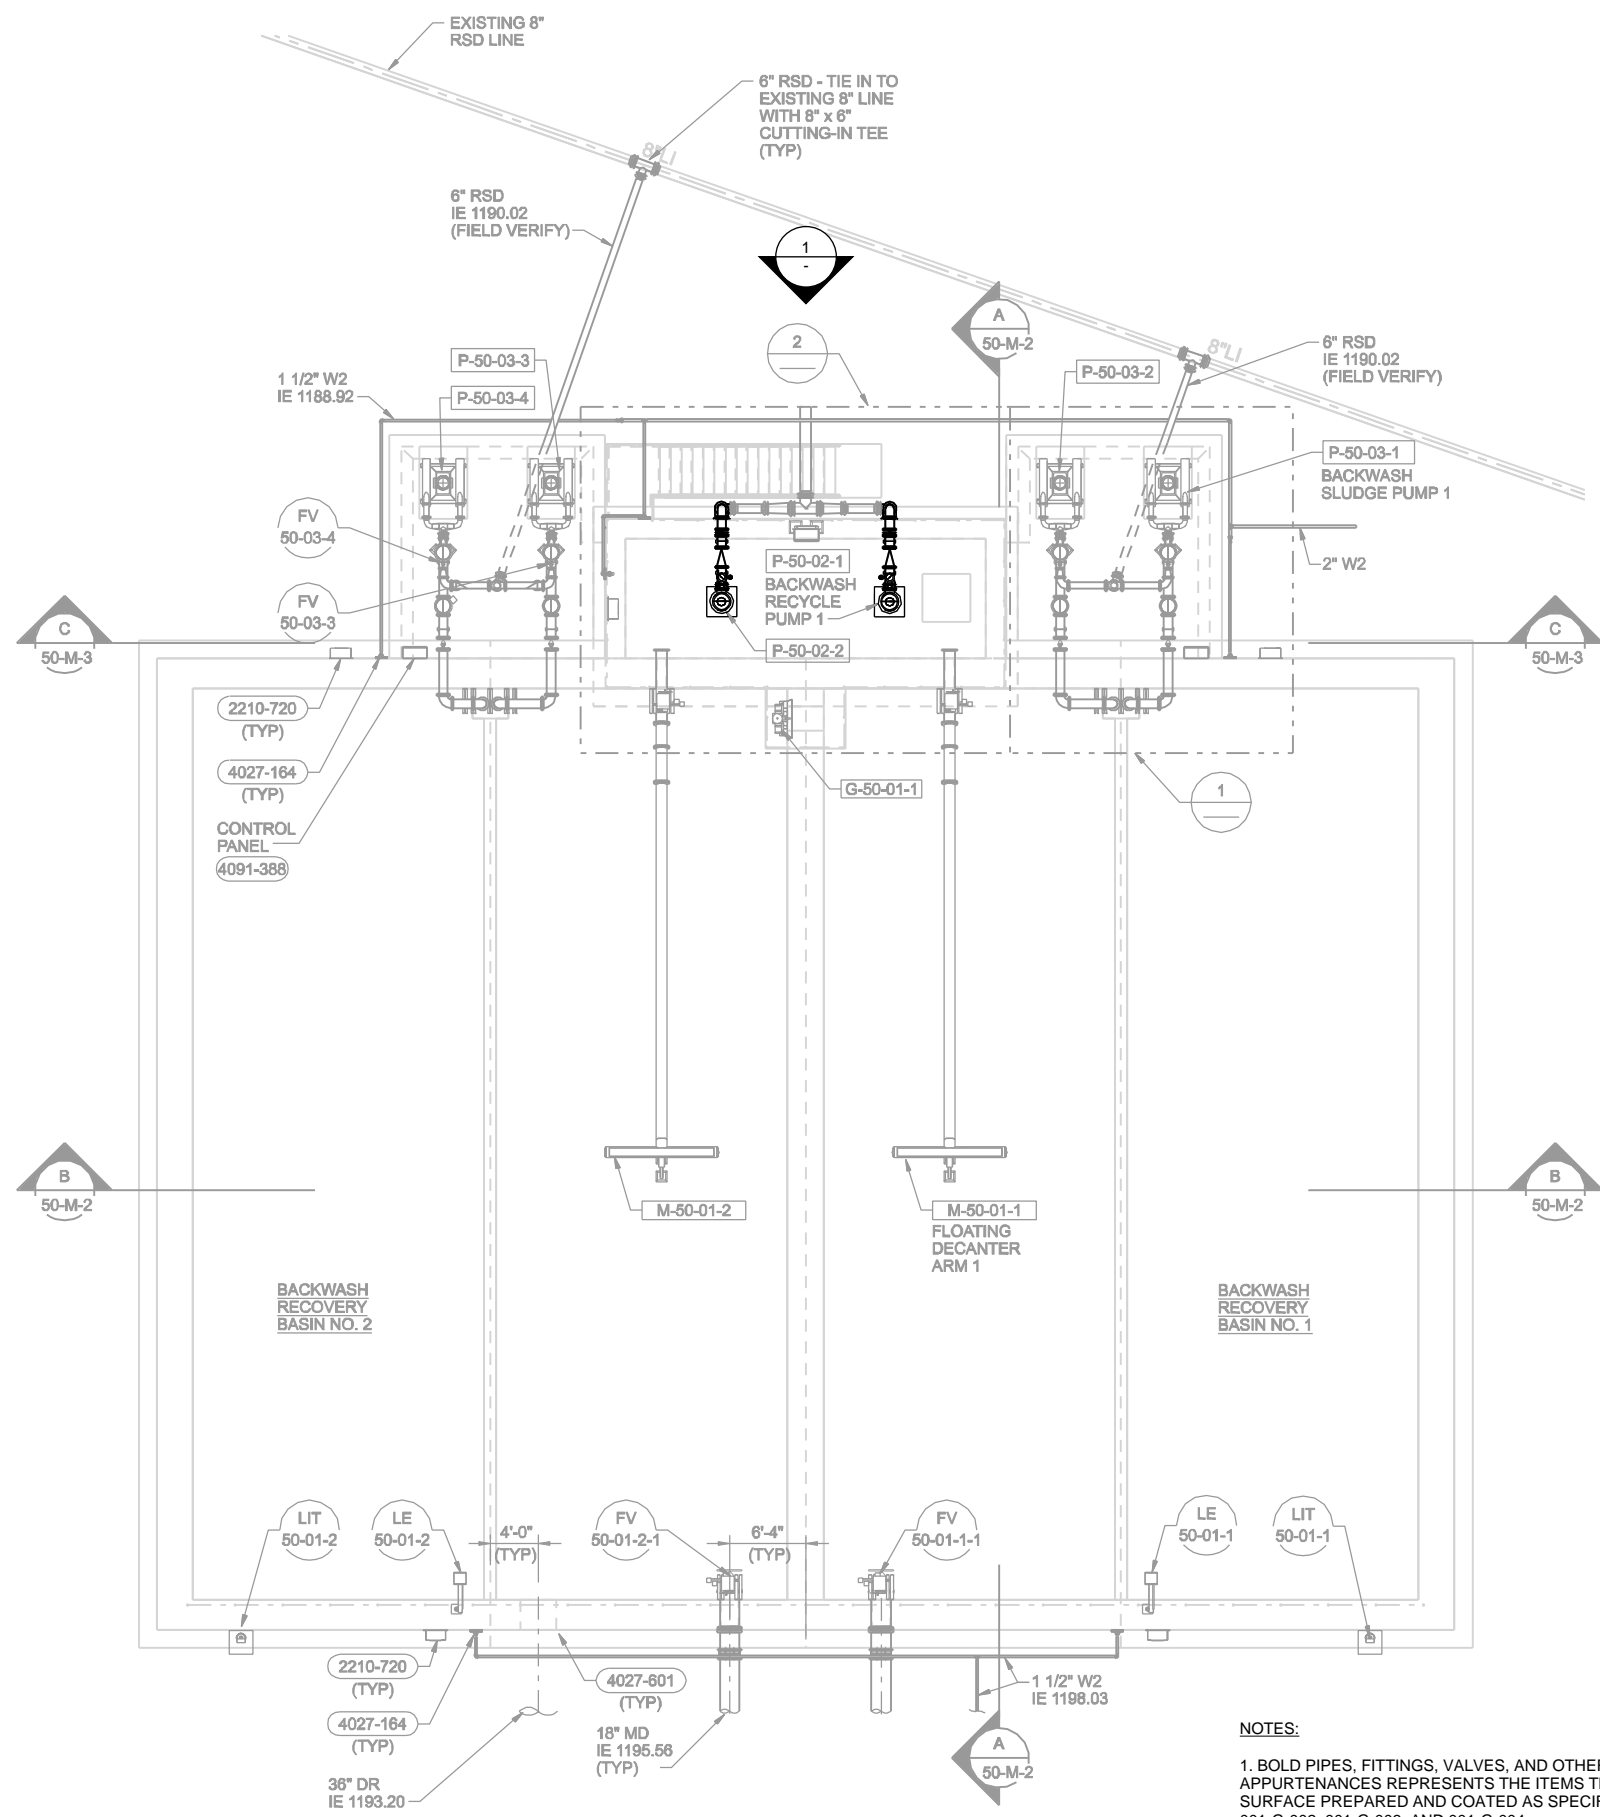 EXISTING 8"
RSD LINE
6" RSD - TIE IN TO
EXISTING 8" LINE
WITH 8" x 6"
CUTTING-IN TEE
(TYP)
8"LI
6" RSD
IE 1190.02
(FIELD VERIFY)
1
-
A
50-M-2
2
8"LI
6" RSD
IE 1190.02
(FIELD VERIFY)
P-50-03-3
P-50-03-4
1 1/2" W2
IE 1188.92
P-50-03-2
P-50-03-1
BACKWASH
SLUDGE PUMP 1
FV
50-03-4
2" W2
P-50-02-1
BACKWASH
RECYCLE
PUMP 1
FV
50-03-3
P-50-02-2
C
50-M-3
C
50-M-3
2210-720
(TYP)
4027-164
(TYP)
G-50-01-1
1
CONTROL
PANEL
4091-388
B
50-M-2
B
50-M-2
M-50-01-2
M-50-01-1
FLOATING
DECANTER
ARM 1
BACKWASH
RECOVERY
BASIN NO. 2
BACKWASH
RECOVERY
BASIN NO. 1
LIT
50-01-2
LE
50-01-2
4'-0"
(TYP)
FV
50-01-2-1
6'-4"
(TYP)
FV
50-01-1-1
LE
50-01-1
LIT
50-01-1
2210-720
(TYP)
4027-601
(TYP)
1 1/2" W2
IE 1198.03
4027-164
(TYP)
18" MD
IE 1195.56
(TYP)
A
50-M-2
36" DR
IE 1193.20
NOTES:
1. BOLD PIPES, FITTINGS, VALVES, AND OTHER
APPURTENANCES REPRESENTS THE ITEMS
SURFACE PREPARED AND COATED AS